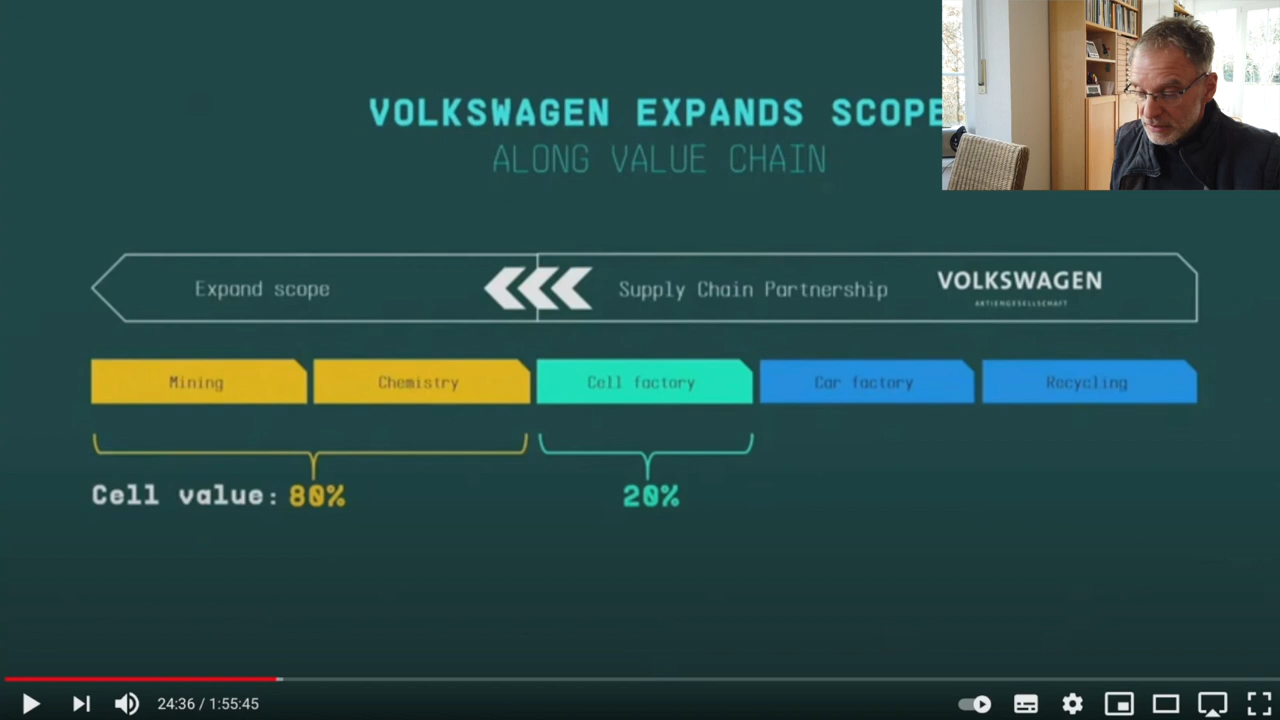 VOLKSWAGEN EXPANDS SCOPE
ALONG VALUE CHAIN
Expand scope
Supply Chain Partnership
VOLKSWAGEN
AKTIENGESELLSCHAFT
Mining
Chemistry
Cell factory
Car factory
Recycling
Cell value: 80%
20%
24:36 / 1:55:45